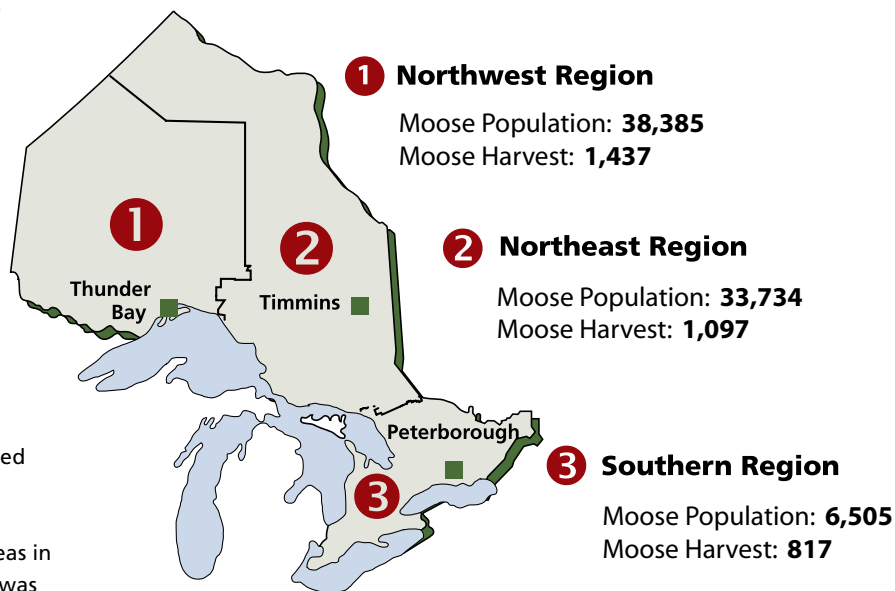 1 Northwest Region
Moose Population: 38,385
Moose Harvest: 1,437
1
2
2 Northeast Region
Moose Population: 33,734
Moose Harvest: 1,097
Thunder
Bay
Timmins
Peterborough
3
3 Southern Region
Moose Population: 6,505
Moose Harvest: 817
ed
eas in
was